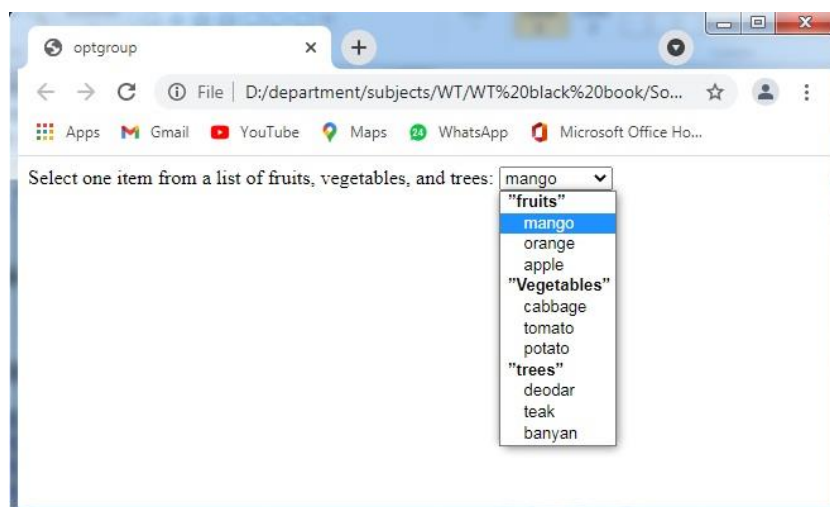 optgroup
File D:/department/subjects/WT/WT%20black%20book/So...
Apps Gmail YouTube Maps 24 WhatsApp Microsoft Office Ho...
Select one item from a list of fruits, vegetables, and trees: mango
”fruits”
mango
orange
apple
”Vegetables”
cabbage
tomato
potato
”trees”
deodar
teak
banyan